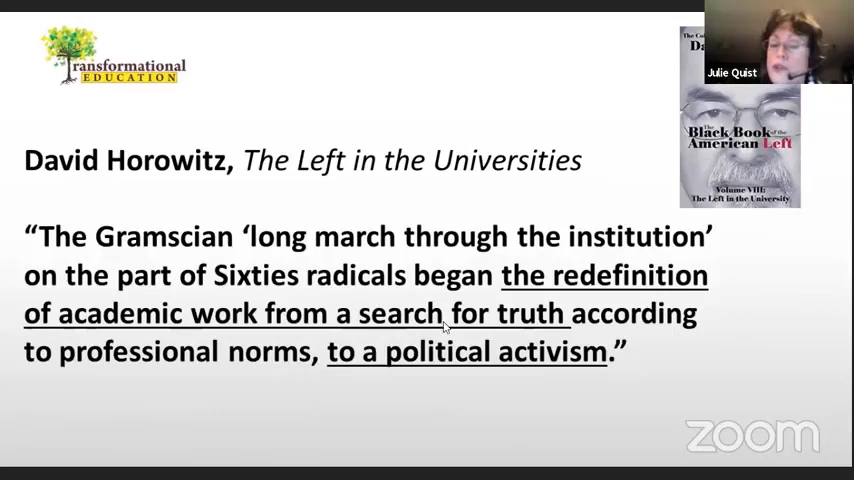 Transformational
EDUCATION
The
Da
Julie Quist
The
Black Book of the
American Left
Volume VIII:
The Left in the University
David Horowitz, The Left in the Universities
“The Gramscian ‘long march through the institution’
on the part of Sixties radicals began the redefinition
of academic work from a search for truth according
to professional norms, to a political activism.”
zoom